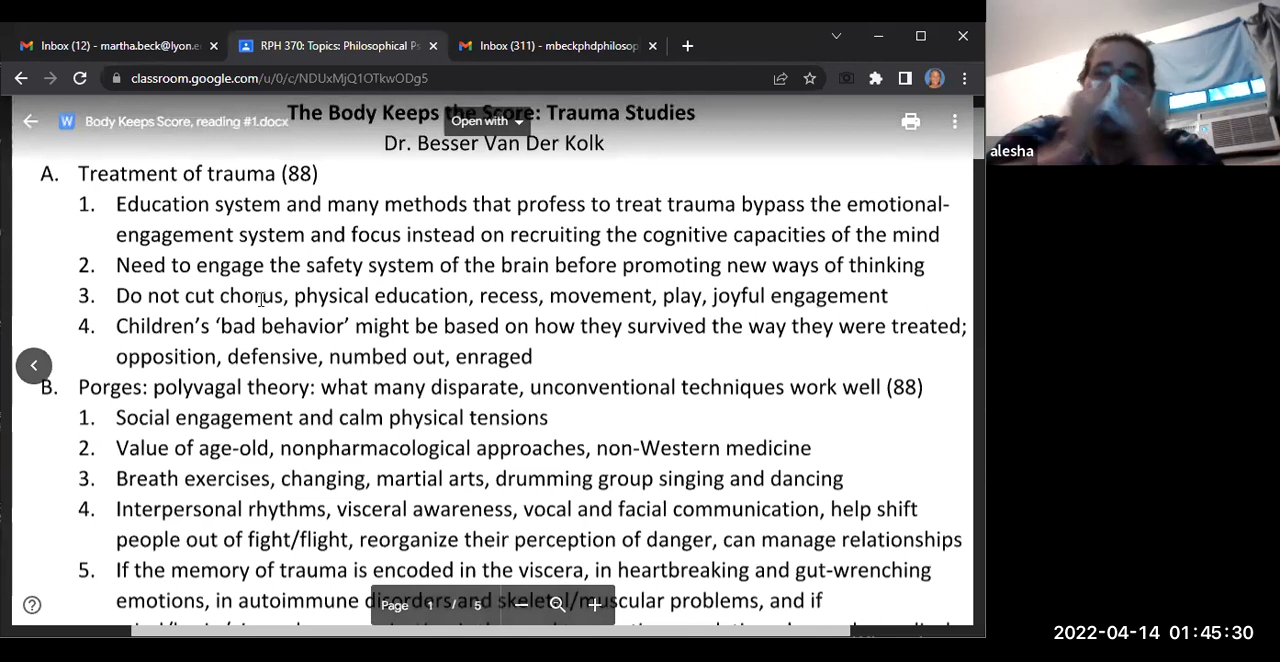 Inbox (12) - martha.beck@lyon.e
RPH 370: Topics: Philosophical Ps
Inbox (311) - mbeckphdphilosop
classroom.google.com/u/0/c/NDUxMjQ1OTkwODg5
The Body Keeps the Score: Trauma Studies
Body Keeps Score, reading #1.docx
Open with
Dr. Besser Van Der Kolk
alesha
A. Treatment of trauma (88)
1. Education system and many methods that profess to treat trauma bypass the emotional-
engagement system and focus instead on recruiting the cognitive capacities of the mind
2. Need to engage the safety system of the brain before promoting new ways of thinking
3. Do not cut chorus, physical education, recess, movement, play, joyful engagement
4. Children's 'bad behavior' might be based on how they survived the way they were treated;
opposition, defensive, numbed out, enraged
B. Porges: polyvagal theory: what many disparate, unconventional techniques work well (88)
1. Social engagement and calm physical tensions
2. Value of age-old, nonpharmacological approaches, non-Western medicine
3. Breath exercises, changing, martial arts, drumming group singing and dancing
4. Interpersonal rhythms, visceral awareness, vocal and facial communication, help shift
people out of fight/flight, reorganize their perception of danger, can manage relationships
5. If the memory of trauma is encoded in the viscera, in heartbreaking and gut-wrenching
emotions, in autoimmune disorders and skeletal/muscular problems, and if
Page 1 / 5
2022-04-14 01:45:30